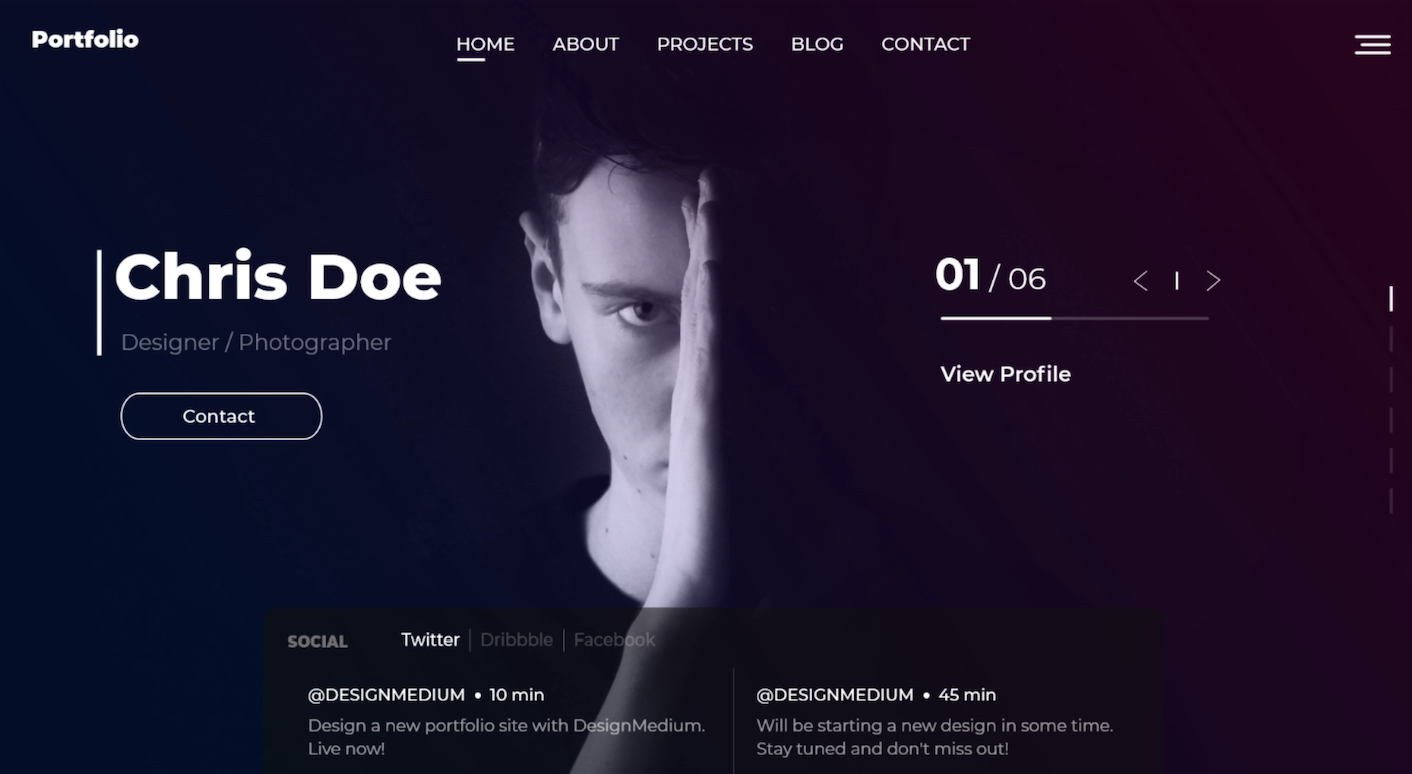 Portfolio
HOME ABOUT PROJECTS BLOG CONTACT
Chris Doe
Designer / Photographer
Contact
01 / 06
View Profile
SOCIAL Twitter Dribbble Facebook
@DESIGNMEDIUM • 10 min
Design a new portfolio site with DesignMedium.
Live now!
@DESIGNMEDIUM • 45 min
Will be starting a new design in some time.
Stay tuned and don't miss out!